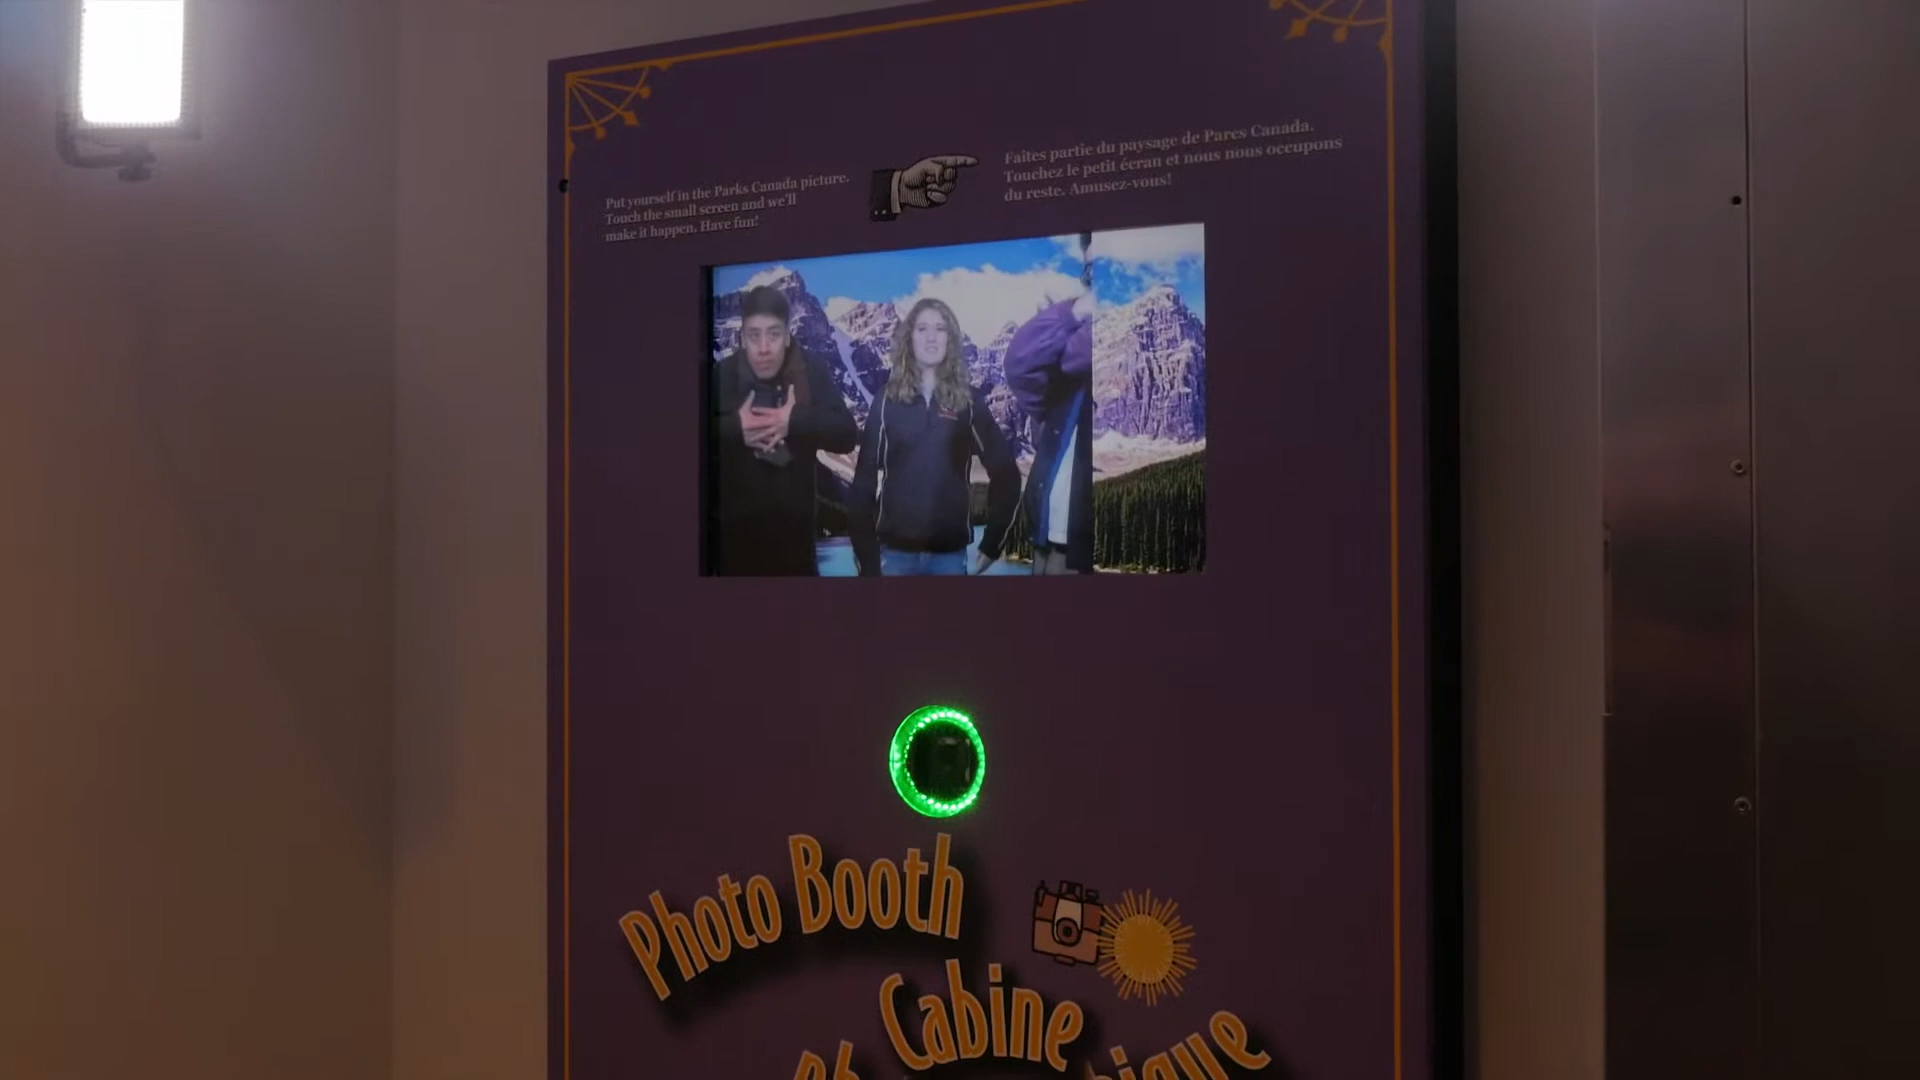 Put yourself in the Parks Canada picture.
Touch the small screen and we'll
make it happen. Have fun!
Faites partie du paysage de Parcs Canada.
Touchez le petit écran et nous nous occupons
du reste. Amusez-vous!
Photo Booth
Cabine